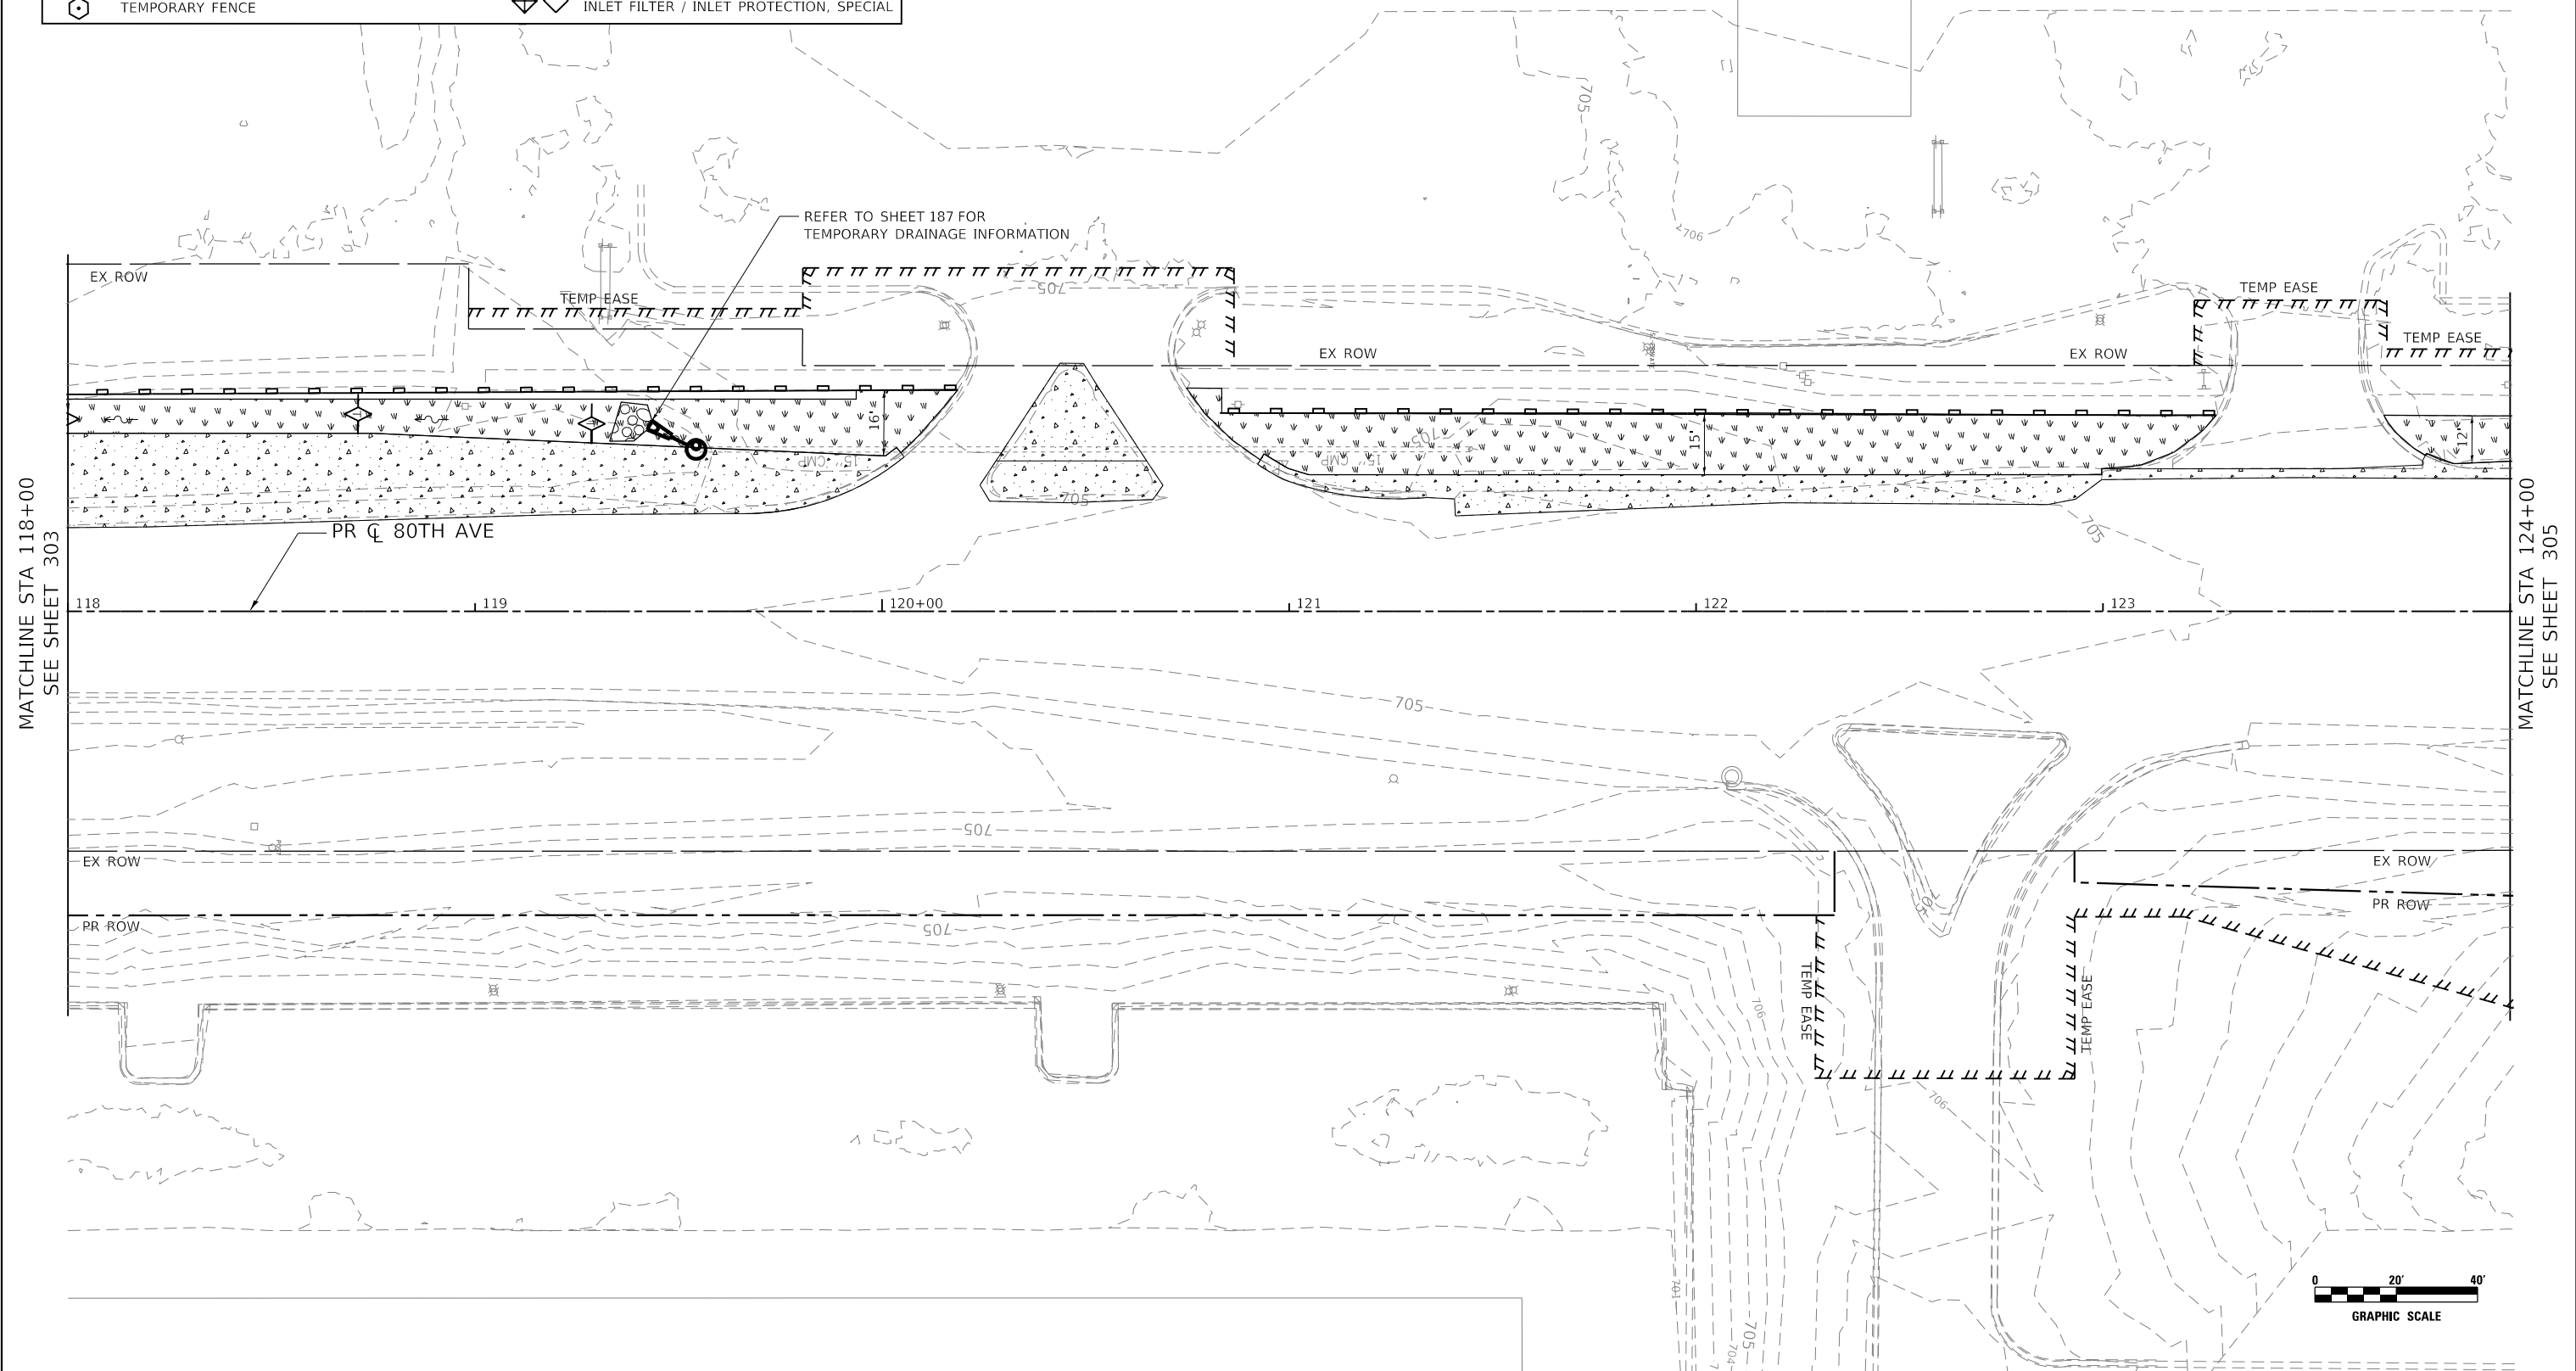 TEMPORARY FENCE
INLET FILTER / INLET PROTECTION, SPECIAL
705
REFER TO SHEET 187 FOR
TEMPORARY DRAINAGE INFORMATION
706
EX ROW
TEMP EASE
705
TEMP EASE
EX ROW
EX ROW
TEMP EASE
16'
15" CMP
705
15" CMP
15'
12'
705
705
PR ℄ 80TH AVE
MATCHLINE STA 118+00
SEE SHEET 303
118
119
120+00
121
122
123
MATCHLINE STA 124+00
SEE SHEET 305
705
705
EX ROW
EX ROW
PR ROW
705
705
PR ROW
TEMP EASE
706
TEMP EASE
706
701
705
704
0 20' 40'
GRAPHIC SCALE